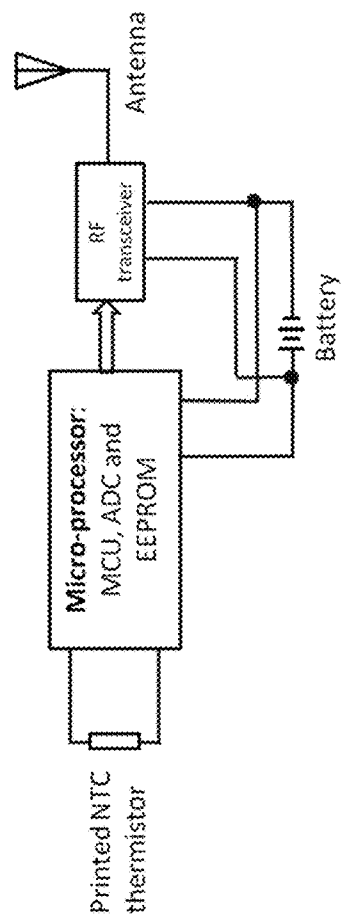 Printed NTC
thermistor
Micro-processor:
MCU, ADC and
EEPROM
RF
transceiver
Antenna
Battery